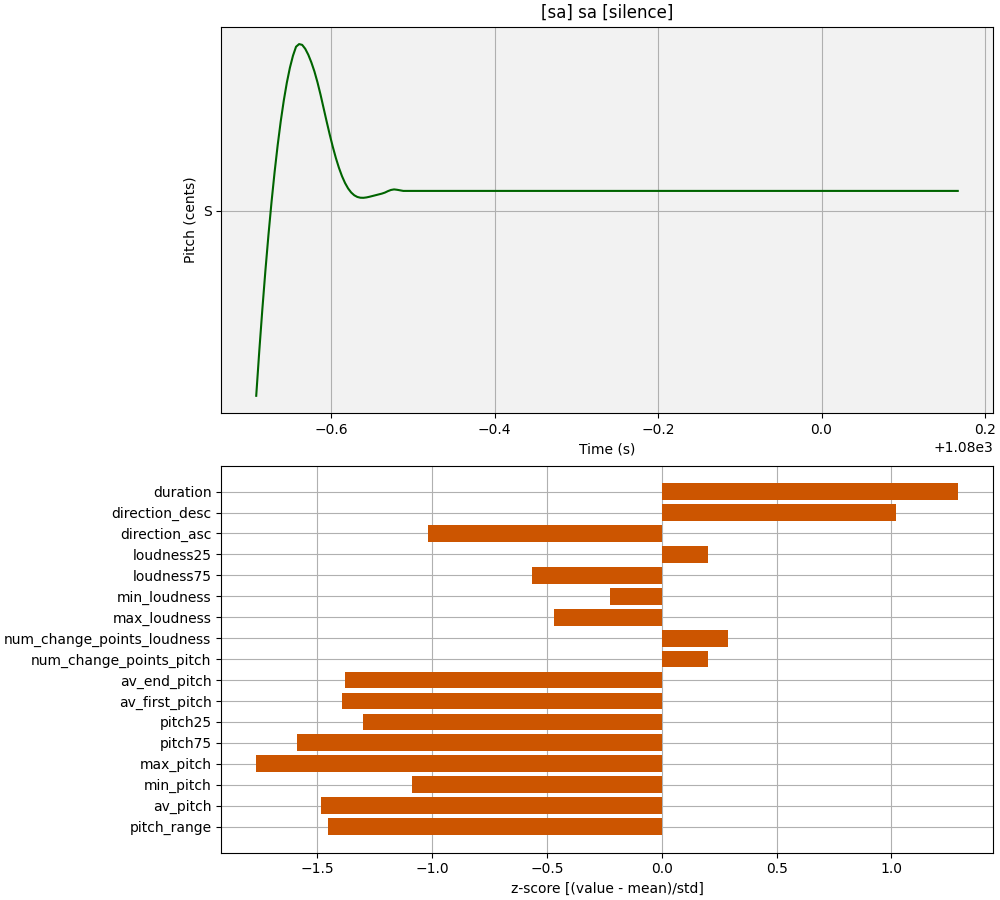 [sa] sa [silence]
Pitch (cents)
S
−0.6 −0.4 −0.2 0.0 0.2
Time (s)
+1.08e3
duration
direction_desc
direction_asc
loudness25
loudness75
min_loudness
max_loudness
num_change_points_loudness
num_change_points_pitch
av_end_pitch
av_first_pitch
pitch25
pitch75
max_pitch
min_pitch
av_pitch
pitch_range
−1.5 −1.0 −0.5 0.0 0.5 1.0
z-score [(value - mean)/std]